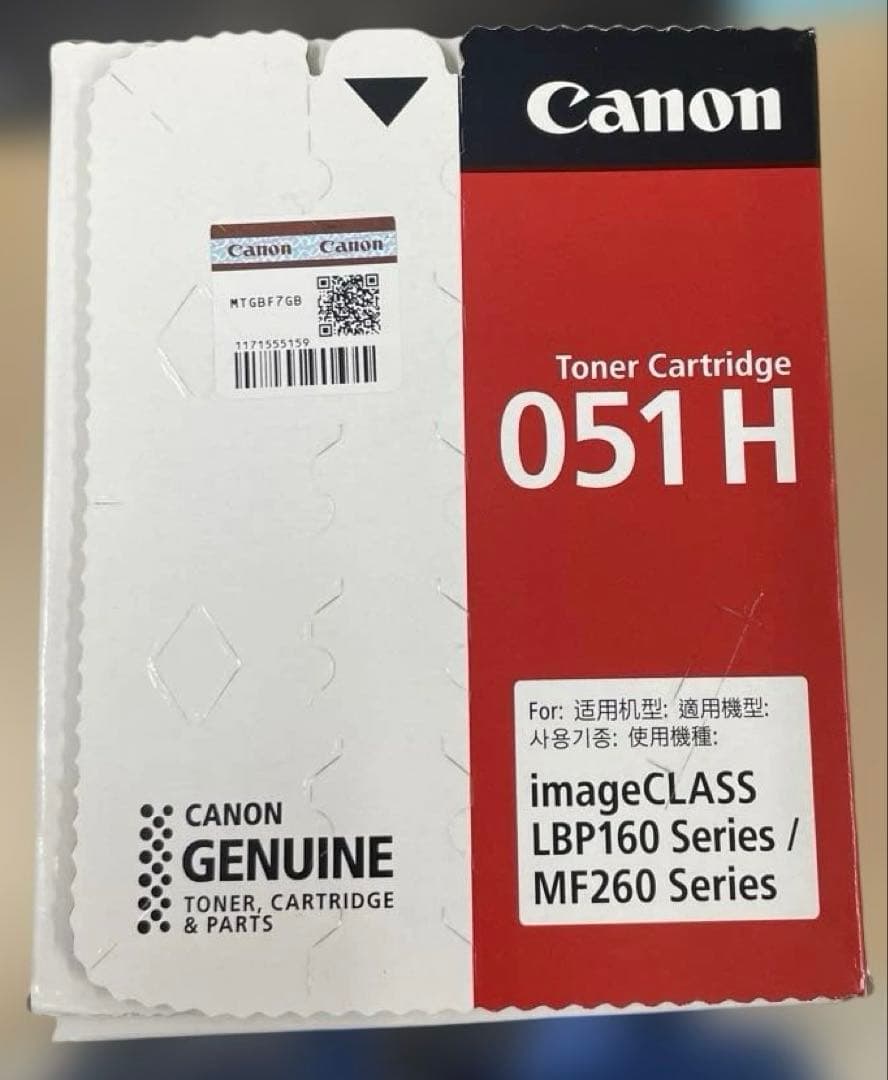 Canon
Canon Canon
MTGBF7GB
1171555159
Toner Cartridge
051 H
For: 适用机型: 適用機型:
사용기종: 使用機種:
imageCLASS
LBP160 Series /
MF260 Series
CANON
GENUINE
TONER, CARTRIDGE
& PARTS